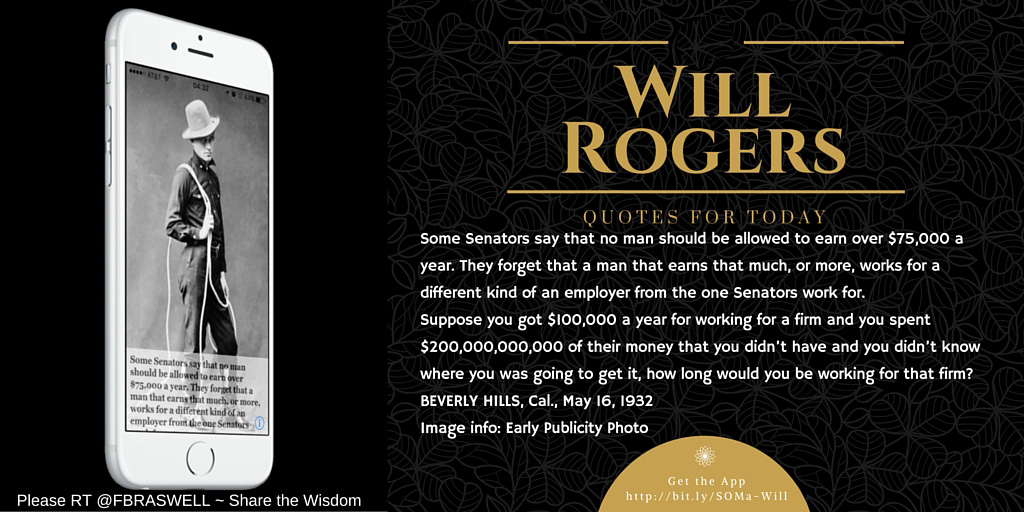 AT&T 04:22 44%
Some Senators say that no man
should be allowed to earn over
$75,000 a year. They forget that a
man that earns that much, or more,
works for a different kind of an
employer from the one Senators
Please RT @FBRASWELL ~ Share the Wisdom
WILL
ROGERS
QUOTES FOR TODAY
Some Senators say that no man should be allowed to earn over $75,000 a
year. They forget that a man that earns that much, or more, works for a
different kind of an employer from the one Senators work for.
Suppose you got $100,000 a year for working for a firm and you spent
$200,000,000,000 of their money that you didn't have and you didn't know
where you was going to get it, how long would you be working for that firm?
BEVERLY HILLS, Cal., May 16, 1932
Image info: Early Publicity Photo
Get the App
http://bit.ly/SOMa-Will